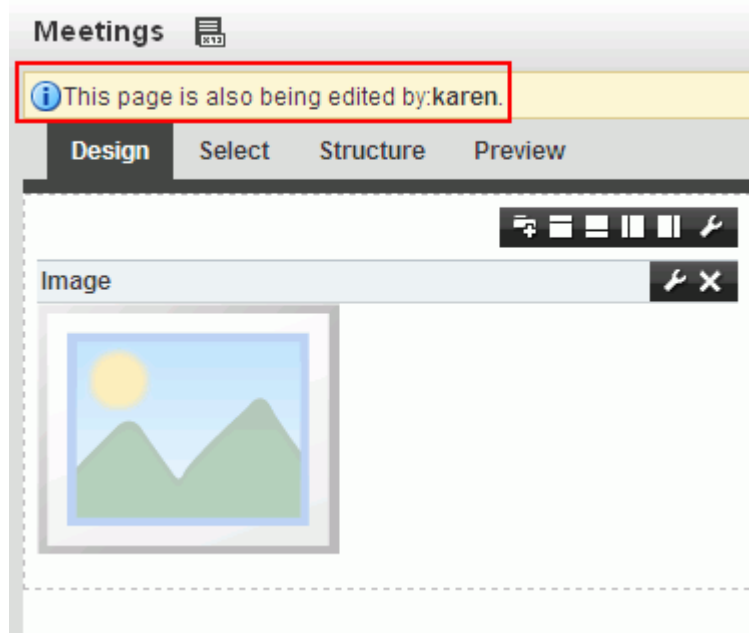 Meetings
This page is also being edited by:karen.
Design Select Structure Preview
Image